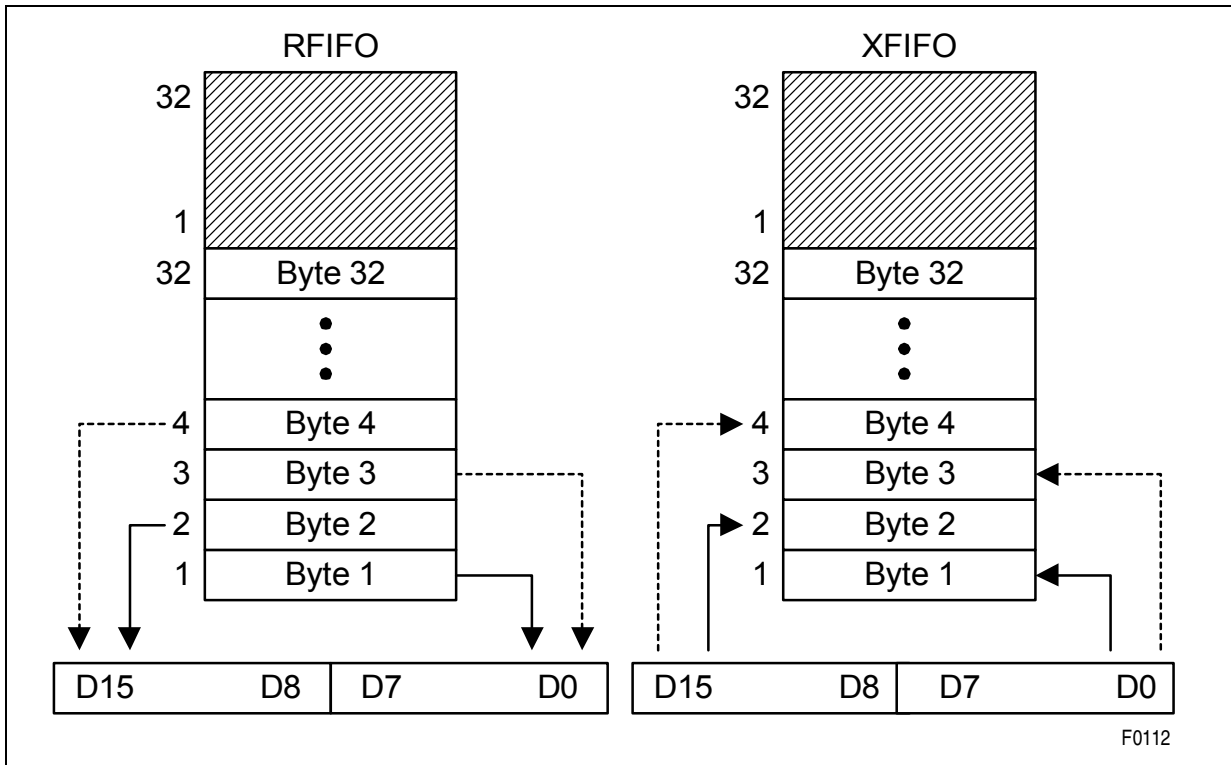 RFIFO
32
1
32 Byte 32
4 Byte 4
3 Byte 3
2 Byte 2
1 Byte 1
D15 D8 D7 D0
XFIFO
32
1
32 Byte 32
4 Byte 4
3 Byte 3
2 Byte 2
1 Byte 1
D15 D8 D7 D0
F0112